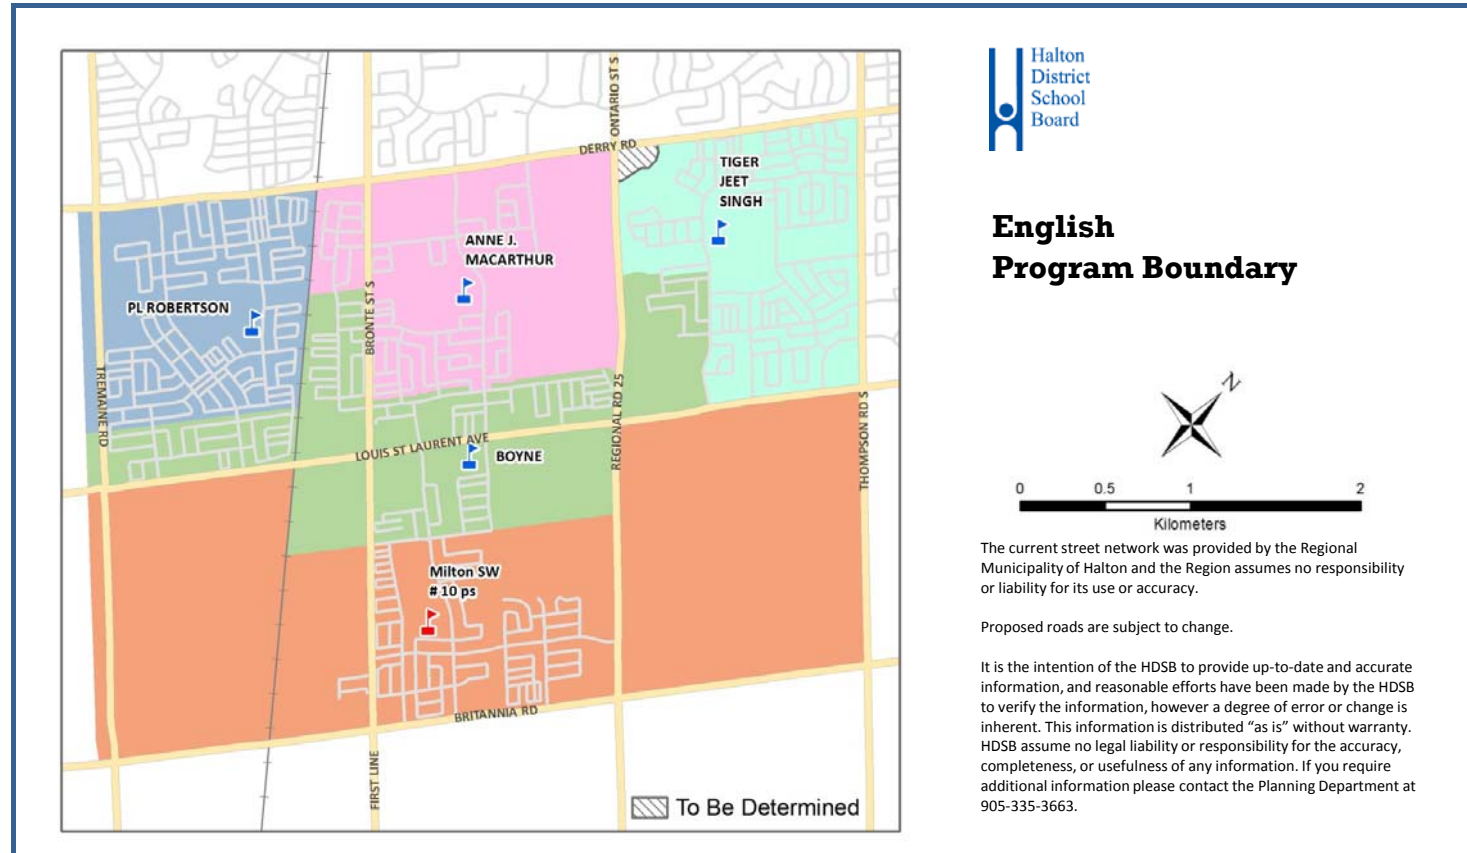 ONTARIO ST S
DERRY RD
TIGER
JEET
SINGH
ANNE J.
MACARTHUR
PL ROBERTSON
BRONTE ST S
TREMAINE RD
REGIONAL RD 25
THOMPSON RD S
LOUIS ST LAURENT AVE
BOYNE
Milton SW
# 10 ps
BRITANNIA RD
FIRST LINE
To Be Determined
Halton
District
School
Board
English
Program Boundary
N
0 0.5 1 2
Kilometers
The current street network was provided by the Regional
Municipality of Halton and the Region assumes no responsibility
or liability for its use or accuracy.
Proposed roads are subject to change.
It is the intention of the HDSB to provide up-to-date and accurate
information, and reasonable efforts have been made by the HDSB
to verify the information, however a degree of error or change is
inherent. This information is distributed “as is” without warranty.
HDSB assume no legal liability or responsibility for the accuracy,
completeness, or usefulness of any information. If you require
additional information please contact the Planning Department at
905-335-3663.